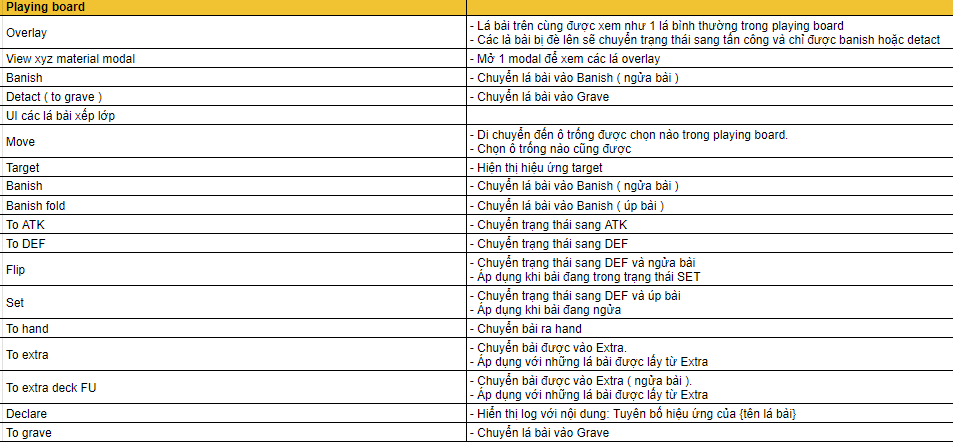 Playing board
Overlay
- Lá bài trên cùng được xem như 1 lá bình thường trong playing board
- Các lá bài bị đè lên sẽ chuyển trạng thái sang tấn công và chỉ được banish hoặc detact
View xyz material modal
- Mở 1 modal để xem các lá overlay
Banish
- Chuyển lá bài vào Banish ( ngửa bài )
Detact ( to grave )
- Chuyển lá bài vào Grave
UI các lá bài xếp lớp
Move
- Di chuyển đến ô trống được chọn nào trong playing board.
- Chọn ô trống nào cũng được
Target
- Hiện thị hiệu ứng target
Banish
- Chuyển lá bài vào Banish ( ngửa bài )
Banish fold
- Chuyển lá bài vào Banish ( úp bài )
To ATK
- Chuyển trạng thái sang ATK
To DEF
- Chuyển trạng thái sang DEF
Flip
- Chuyển trạng thái sang DEF và ngửa bài
- Áp dụng khi bài đang trong trạng thái SET
Set
- Chuyển trạng thái sang DEF và úp bài
- Áp dụng khi bài đang ngửa
To hand
- Chuyển bài ra hand
To extra
- Chuyển bài được vào Extra.
- Áp dụng với những lá bài được lấy từ Extra
To extra deck FU
- Chuyển bài được vào Extra ( ngửa bài ).
- Áp dụng với những lá bài được lấy từ Extra
Declare
- Hiển thị log với nội dung: Tuyên bố hiệu ứng của {tên lá bài}
To grave
- Chuyển lá bài vào Grave